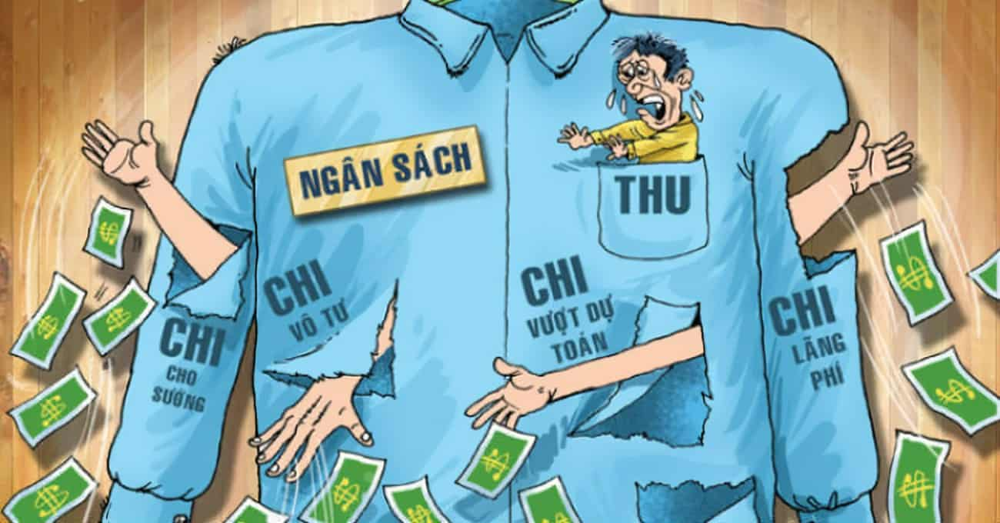 NGÂN SÁCH
THU
CHI
VÔ TƯ
CHI
VƯỢT DỰ
TOÁN
CHI
CHO
SƯỚNG
CHI
LÃNG
PHÍ